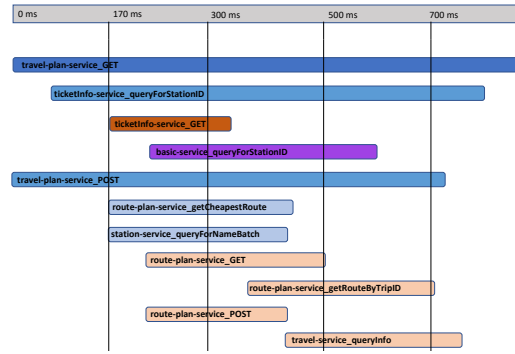 0 ms 170 ms 300 ms 500 ms 700 ms
travel-plan-service_GET
ticketInfo-service_queryForStationID
ticketInfo-service_GET
basic-service_queryForStationID
travel-plan-service_POST
route-plan-service_getCheapestRoute
station-service_queryForNameBatch
route-plan-service_GET
route-plan-service_getRouteByTripID
route-plan-service_POST
travel-service_queryInfo